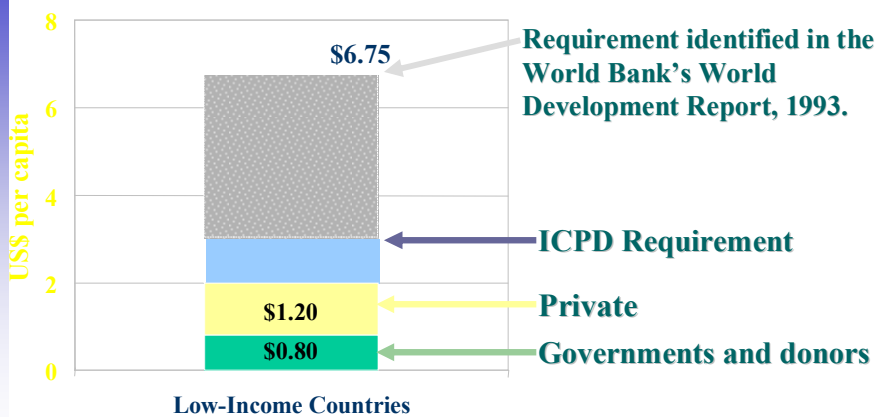 8
$6.75
Requirement identified in the
World Bank's World
Development Report, 1993.
6
US$ per capita
4
ICPD Requirement
2
$1.20
Private
$0.80
Governments and donors
0
Low-Income Countries